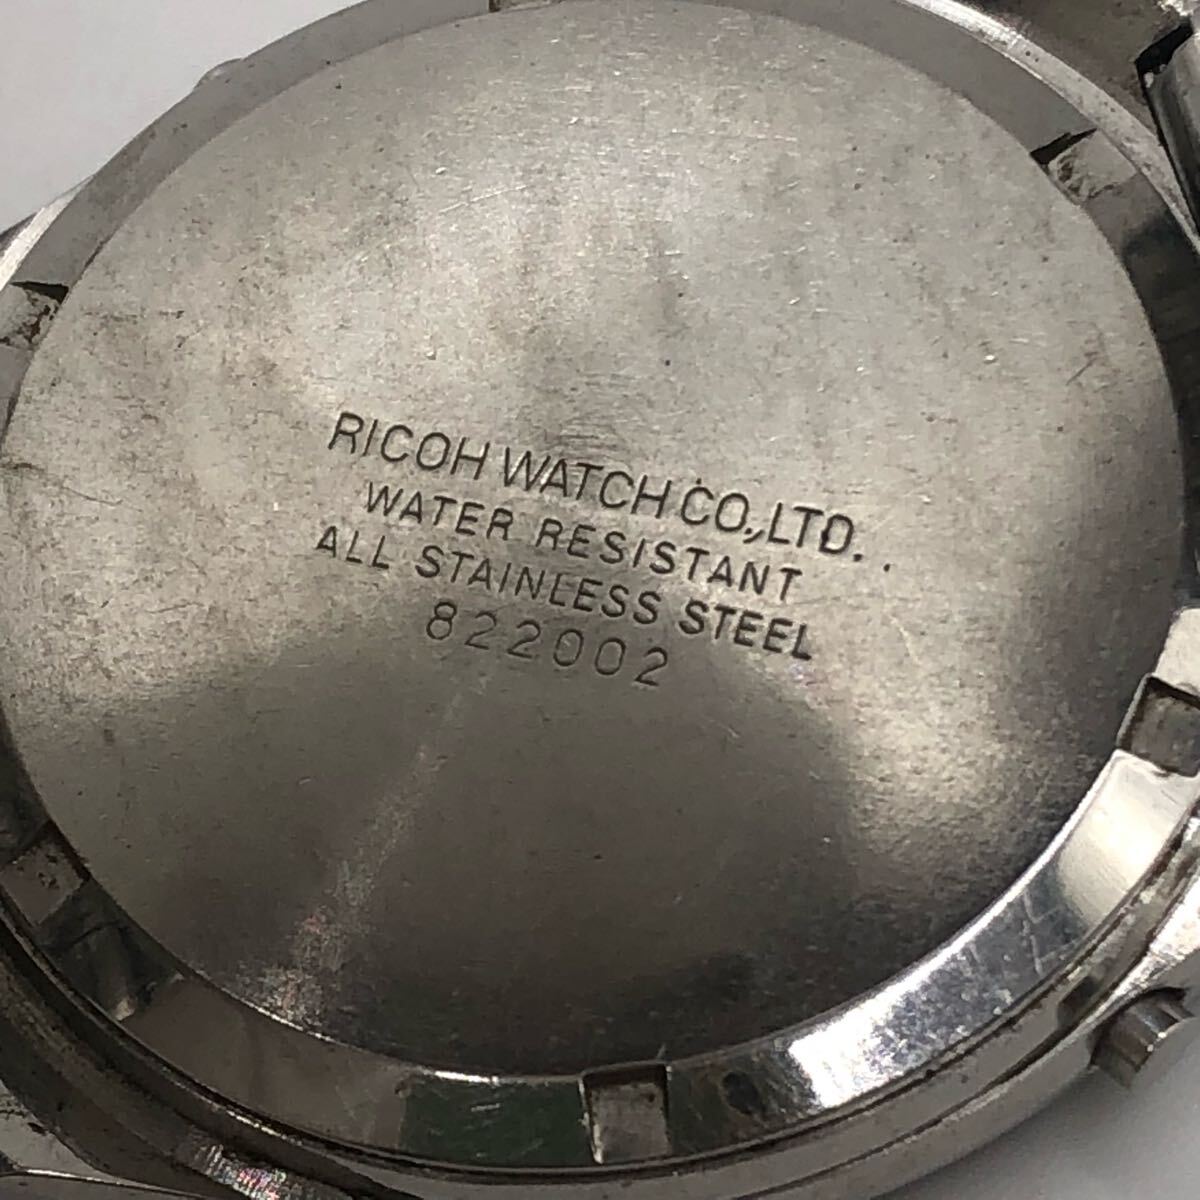 RICOH WATCH CO.,LTD.
WATER RESISTANT
ALL STAINLESS STEEL
822002